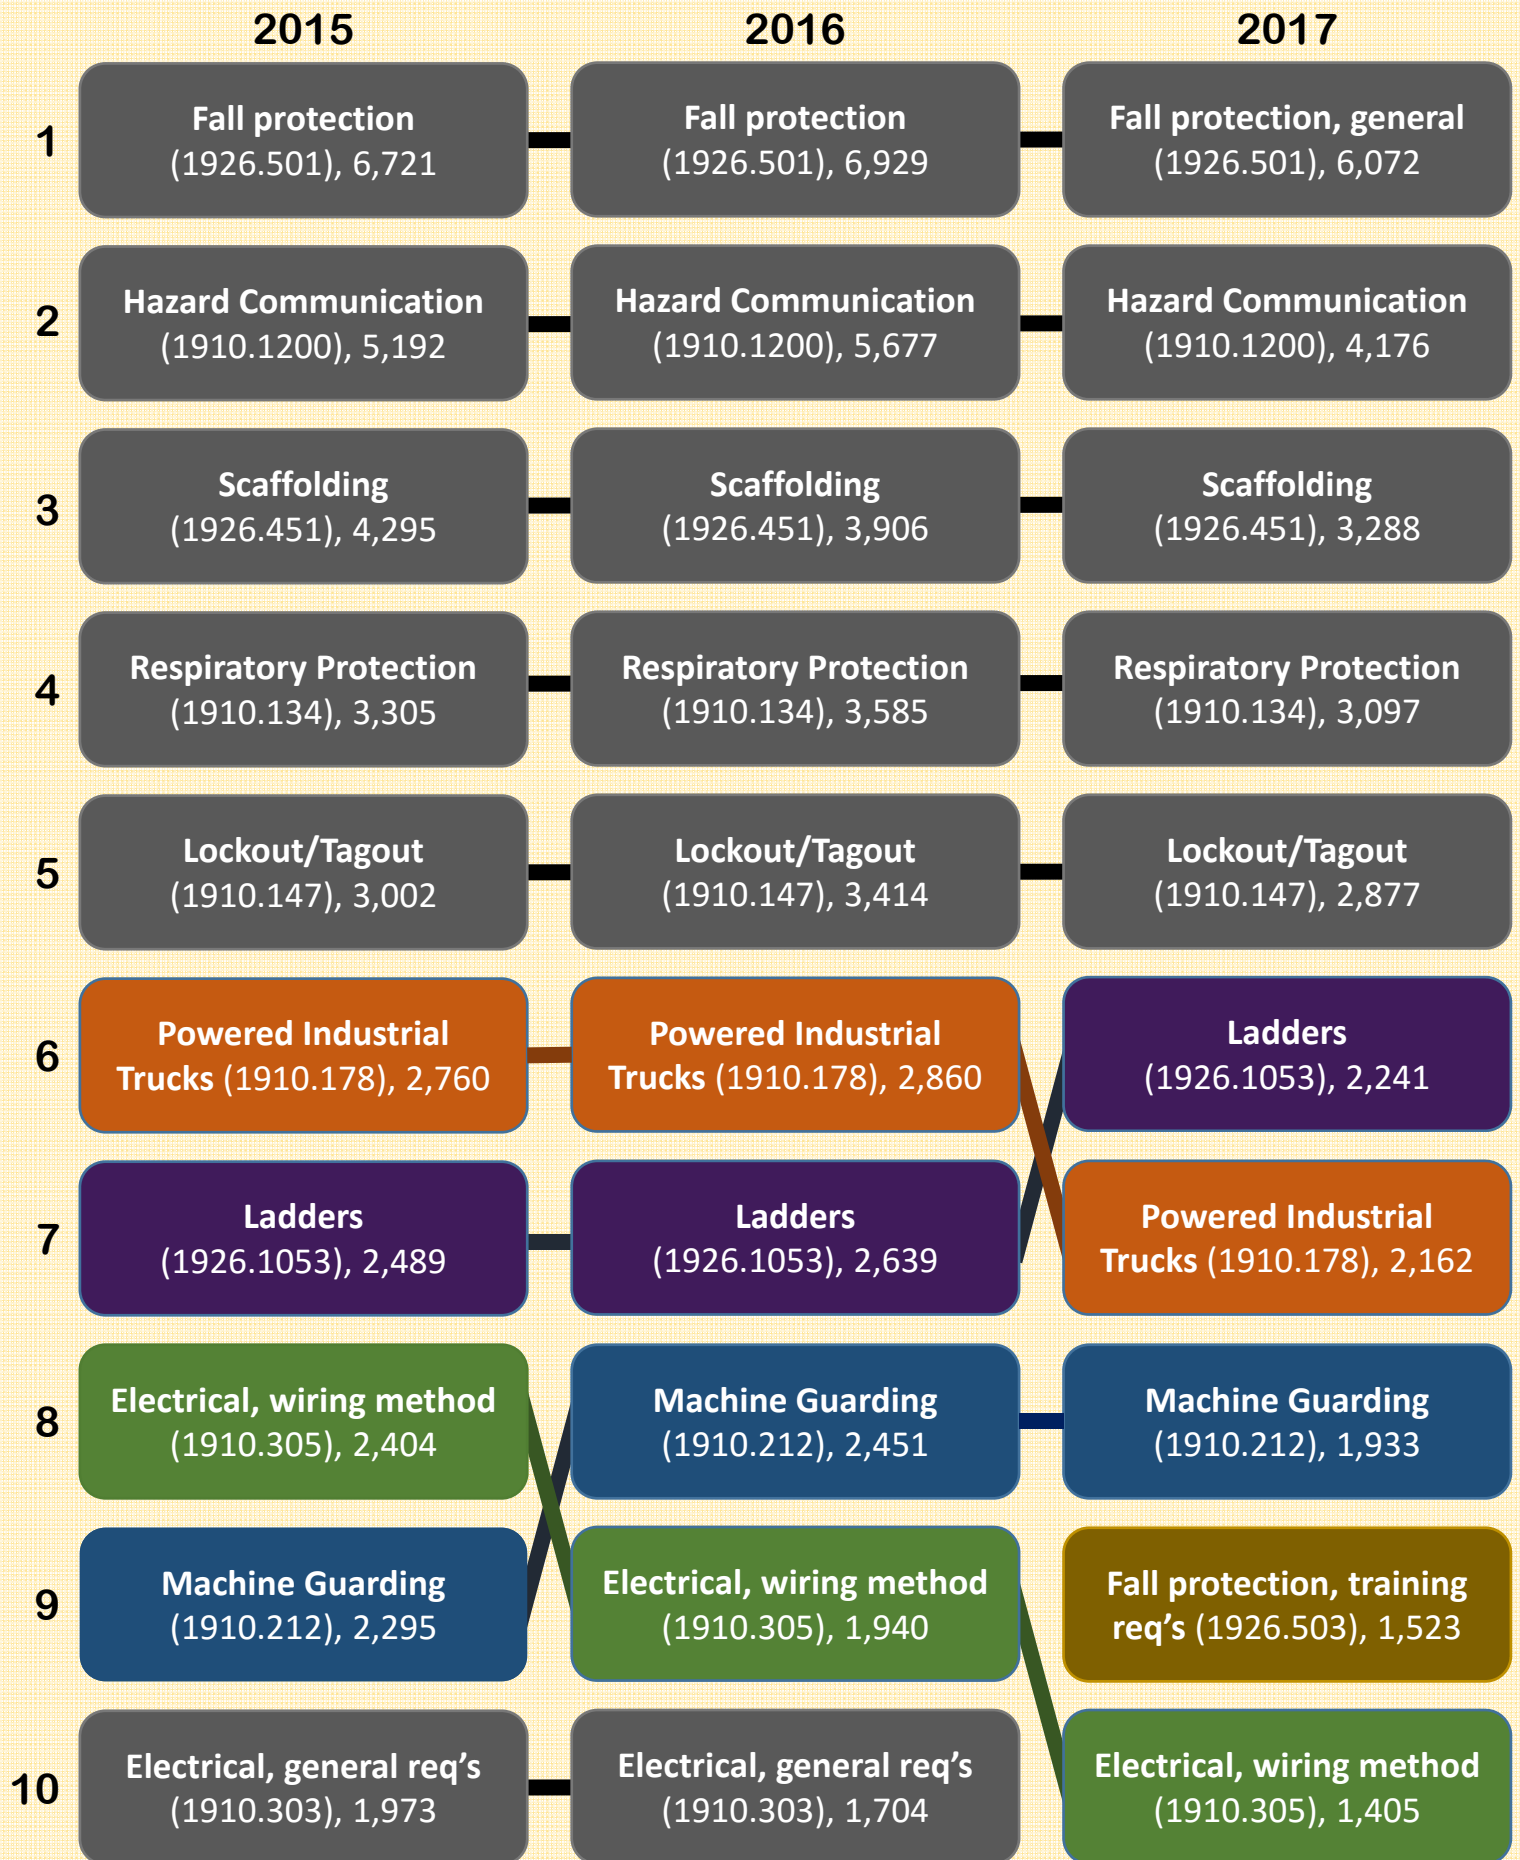 2015
2016
2017
1
Fall protection
(1926.501), 6,721
Fall protection
(1926.501), 6,929
Fall protection, general
(1926.501), 6,072
2
Hazard Communication
(1910.1200), 5,192
Hazard Communication
(1910.1200), 5,677
Hazard Communication
(1910.1200), 4,176
3
Scaffolding
(1926.451), 4,295
Scaffolding
(1926.451), 3,906
Scaffolding
(1926.451), 3,288
4
Respiratory Protection
(1910.134), 3,305
Respiratory Protection
(1910.134), 3,585
Respiratory Protection
(1910.134), 3,097
5
Lockout/Tagout
(1910.147), 3,002
Lockout/Tagout
(1910.147), 3,414
Lockout/Tagout
(1910.147), 2,877
6
Powered Industrial
Trucks (1910.178), 2,760
Powered Industrial
Trucks (1910.178), 2,860
Ladders
(1926.1053), 2,241
7
Ladders
(1926.1053), 2,489
Ladders
(1926.1053), 2,639
Powered Industrial
Trucks (1910.178), 2,162
8
Electrical, wiring method
(1910.305), 2,404
Machine Guarding
(1910.212), 2,451
Machine Guarding
(1910.212), 1,933
9
Machine Guarding
(1910.212), 2,295
Electrical, wiring method
(1910.305), 1,940
Fall protection, training
req’s (1926.503), 1,523
10
Electrical, general req’s
(1910.303), 1,973
Electrical, general req’s
(1910.303), 1,704
Electrical, wiring method
(1910.305), 1,405